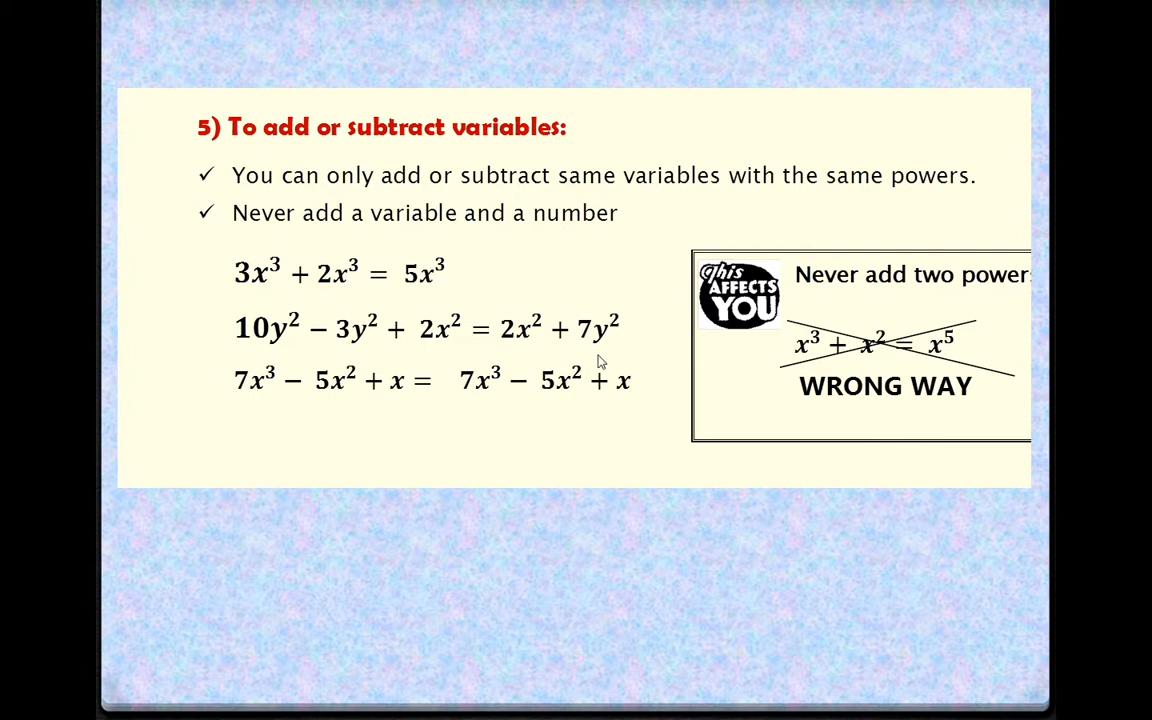 5) To add or subtract variables:
✓ You can only add or subtract same variables with the same powers.
✓ Never add a variable and a number
3x³ + 2x³ = 5x³
10y² − 3y² + 2x² = 2x² + 7y²
7x³ − 5x² + x = 7x³ − 5x² + x
This
AFFECTS
YOU
Never add two power
x³ + x² = x⁵
WRONG WAY